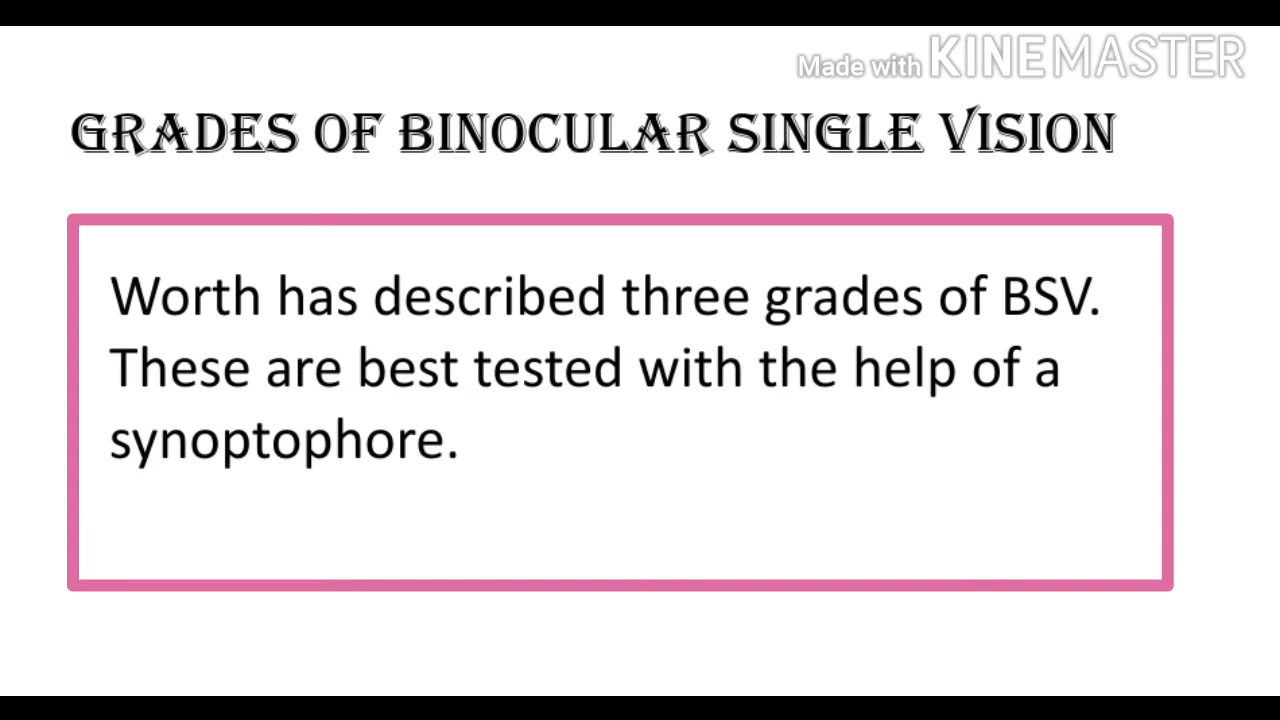 Made with KINEMASTER
GRADES OF BINOCULAR SINGLE VISION
Worth has described three grades of BSV.
These are best tested with the help of a
synoptophore.